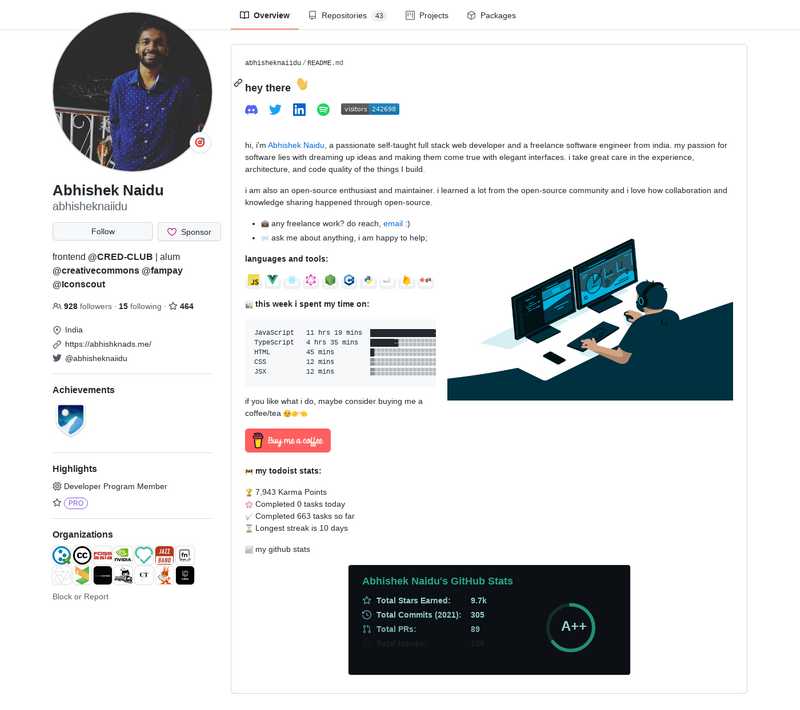 Overview
Repositories 43
Projects
Packages
abhisheknaiidu/README.md
hey there 👋
visitors 242690
hi, i'm Abhishek Naidu, a passionate self-taught full stack web developer and a freelance software engineer from india. my passion for
software lies with dreaming up ideas and making them come true with elegant interfaces. i take great care in the experience,
architecture, and code quality of the things I build.
i am also an open-source enthusiast and maintainer. i learned a lot from the open-source community and i love how collaboration and
knowledge sharing happened through open-source.
• 💼 any freelance work? do reach, email :)
• 💬 ask me about anything, i am happy to help;
languages and tools:
📊 this week i spent my time on:
JavaScript 11 hrs 19 mins
TypeScript 4 hrs 35 mins
HTML 45 mins
CSS 12 mins
JSX 12 mins
if you like what i do, maybe consider buying me a
coffee/tea 🥺👉👈
Buy me a coffee
🚧 my todoist stats:
🏆 7,943 Karma Points
🌸 Completed 0 tasks today
✅ Completed 663 tasks so far
⏳ Longest streak is 10 days
📈 my github stats
Abhishek Naidu's GitHub Stats
Total Stars Earned: 9.7k
Total Commits (2021): 305
Total PRs: 89
A++
Abhishek Naidu
abhisheknaiidu
Follow
Sponsor
frontend @CRED-CLUB | alum
@creativecommons @fampay
@Iconscout
928 followers · 15 following · 464
India
https://abhishknads.me/
@abhisheknaiidu
Achievements
Highlights
Developer Program Member
PRO
Organizations
Block or Report